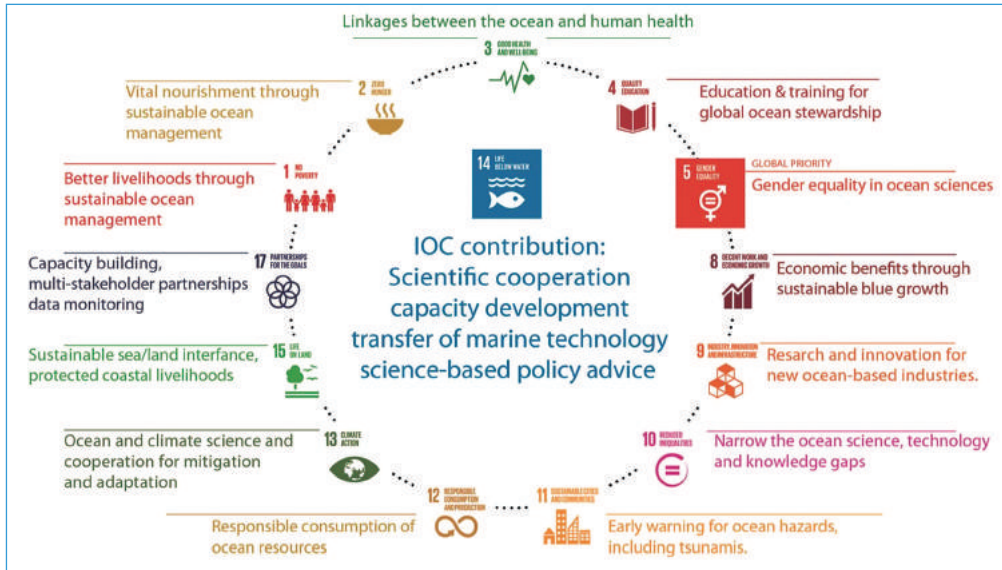 Linkages between the ocean and human health
3 GOOD HEALTH
AND WELL-BEING
2 ZERO
HUNGER
Vital nourishment through
sustainable ocean
management
4 QUALITY
EDUCATION
Education & training for
global ocean stewardship
1 NO
POVERTY
Better livelihoods through
sustainable ocean
management
14 LIFE
BELOW WATER
5 GENDER
EQUALITY
GLOBAL PRIORITY
Gender equality in ocean sciences
IOC contribution:
Scientific cooperation
capacity development
transfer of marine technology
science-based policy advice
17 PARTNERSHIPS
FOR THE GOALS
Capacity building,
multi-stakeholder partnerships
data monitoring
8 DECENT WORK AND
ECONOMIC GROWTH
Economic benefits through
sustainable blue growth
15 LIFE
ON LAND
Sustainable sea/land interfance,
protected coastal livelihoods
9 INDUSTRY, INNOVATION
AND INFRASTRUCTURE
Resarch and innovation for
new ocean-based industries.
13 CLIMATE
ACTION
Ocean and climate science and
cooperation for mitigation
and adaptation
10 REDUCED
INEQUALITIES
Narrow the ocean science, technology
and knowledge gaps
12 RESPONSIBLE
CONSUMPTION
AND PRODUCTION
Responsible consumption of
ocean resources
11 SUSTAINABLE CITIES
AND COMMUNITIES
Early warning for ocean hazards,
including tsunamis.